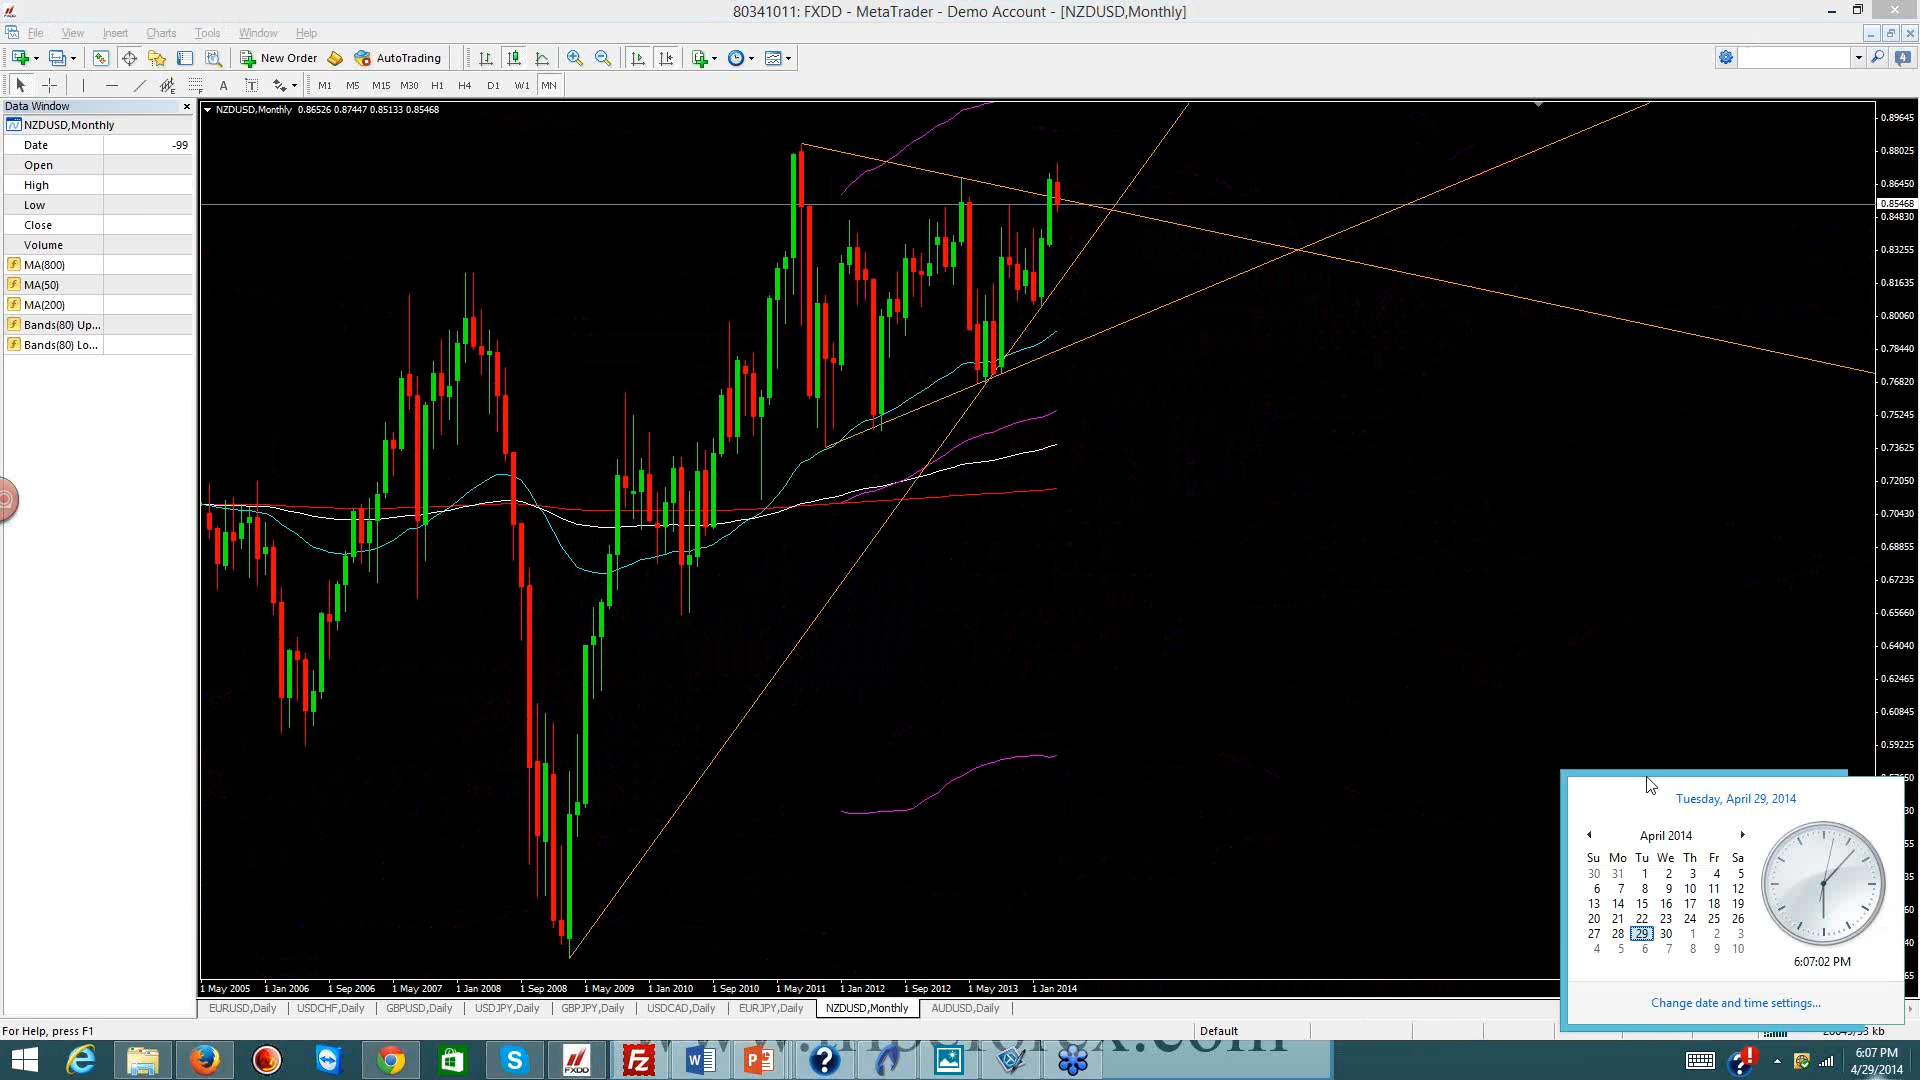 80341011: FXDD - MetaTrader - Demo Account - [NZDUSD,Monthly]
File View Insert Charts Tools Window Help
New Order AutoTrading
4
A T M1 M5 M15 M30 H1 H4 D1 W1 MN
Data Window
NZDUSD,Monthly
Date -99
Open
High
Low
Close
Volume
MA(800)
MA(50)
MA(200)
Bands(80) Up...
Bands(80) Lo...
NZDUSD,Monthly 0.86526 0.87447 0.85133 0.85468
0.89645
0.88025
0.86450
0.85468
0.84830
0.83255
0.81635
0.80060
0.78440
0.76820
0.75245
0.73625
0.72050
0.70430
0.68855
0.67235
0.65660
0.64040
0.62465
0.60845
0.59225
1 May 2005 1 Jan 2006 1 Sep 2006 1 May 2007 1 Jan 2008 1 Sep 2008 1 May 2009 1 Jan 2010 1 Sep 2010 1 May 2011 1 Jan 2012 1 Sep 2012 1 May 2013 1 Jan 2014
EURUSD,Daily USDCHF,Daily GBPUSD,Daily USDJPY,Daily GBPJPY,Daily USDCAD,Daily EURJPY,Daily NZDUSD,Monthly AUDUSD,Daily
For Help, press F1
Default
kb
Tuesday, April 29, 2014
April 2014
Su Mo Tu We Th Fr Sa
30 31 1 2 3 4 5
6 7 8 9 10 11 12
13 14 15 16 17 18 19
20 21 22 23 24 25 26
27 28 29 30 1 2 3
4 5 6 7 8 9 10
6:07:02 PM
Change date and time settings...
FXDD
6:07 PM
4/29/2014